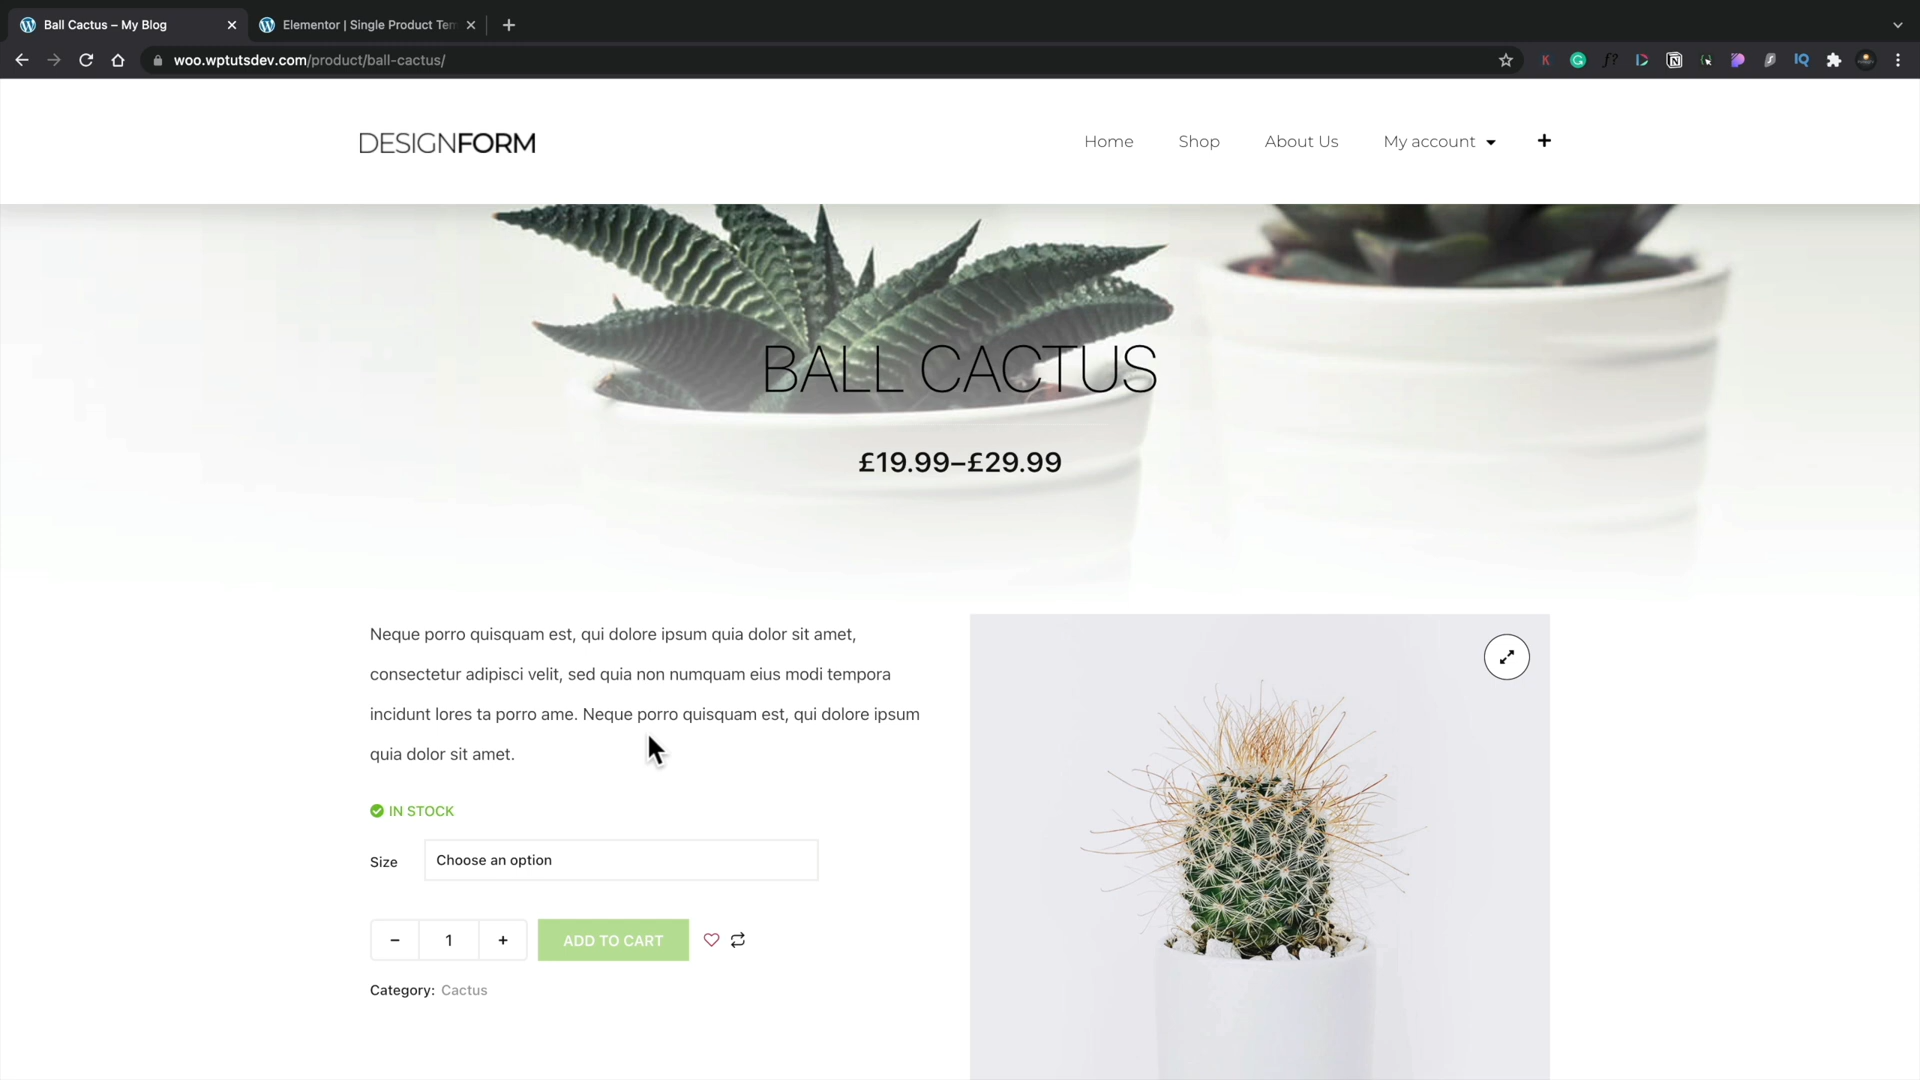 Ball Cactus – My Blog
Elementor | Single Product Tem
woo.wptutsdev.com/product/ball-cactus/
DESIGNFORM
Home
Shop
About Us
My account
BALL CACTUS
£19.99–£29.99
Neque porro quisquam est, qui dolore ipsum quia dolor sit amet,
consectetur adipisci velit, sed quia non numquam eius modi tempora
incidunt lores ta porro ame. Neque porro quisquam est, qui dolore ipsum
quia dolor sit amet.
IN STOCK
Size
Choose an option
− 1 +
ADD TO CART
Category: Cactus